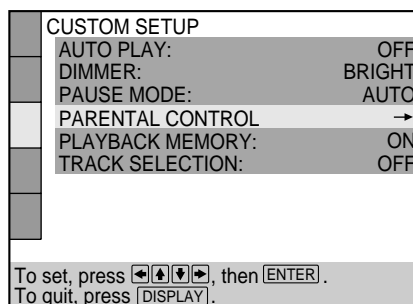 CUSTOM SETUP
AUTO PLAY: OFF
DIMMER: BRIGHT
PAUSE MODE: AUTO
PARENTAL CONTROL →
PLAYBACK MEMORY: ON
TRACK SELECTION: OFF
To set, press ←↑↓→, then ENTER.
To quit, press DISPLAY.